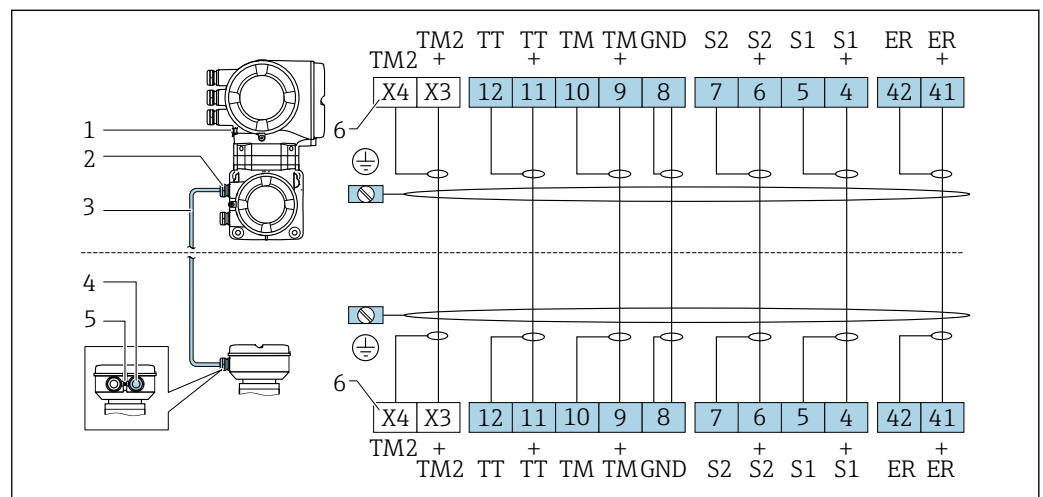 TM2 TT TT TM TM GND S2 S2 S1 S1 ER ER
TM2 + + + + + +
X4 X3 12 11 10 9 8 7 6 5 4 42 41
6
1
2
3
4
5
6
X4 X3 12 11 10 9 8 7 6 5 4 42 41
TM2 + + + + + +
TM2 TT TT TM TM GND S2 S2 S1 S1 ER ER